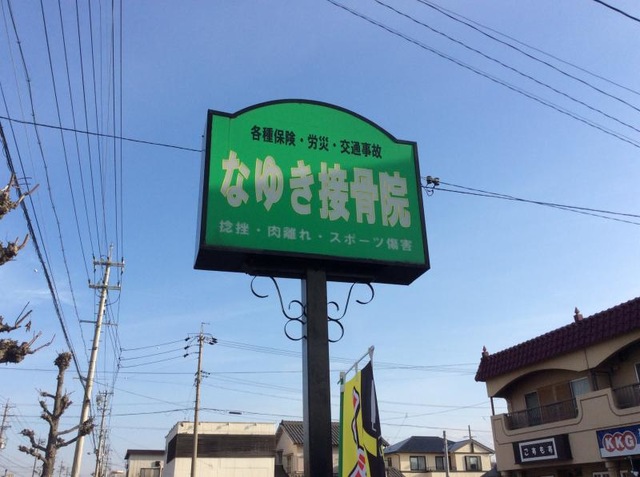 各種保険・労災・交通事故
なゆき接骨院
捻挫・肉離れ・スポーツ傷害
KKG